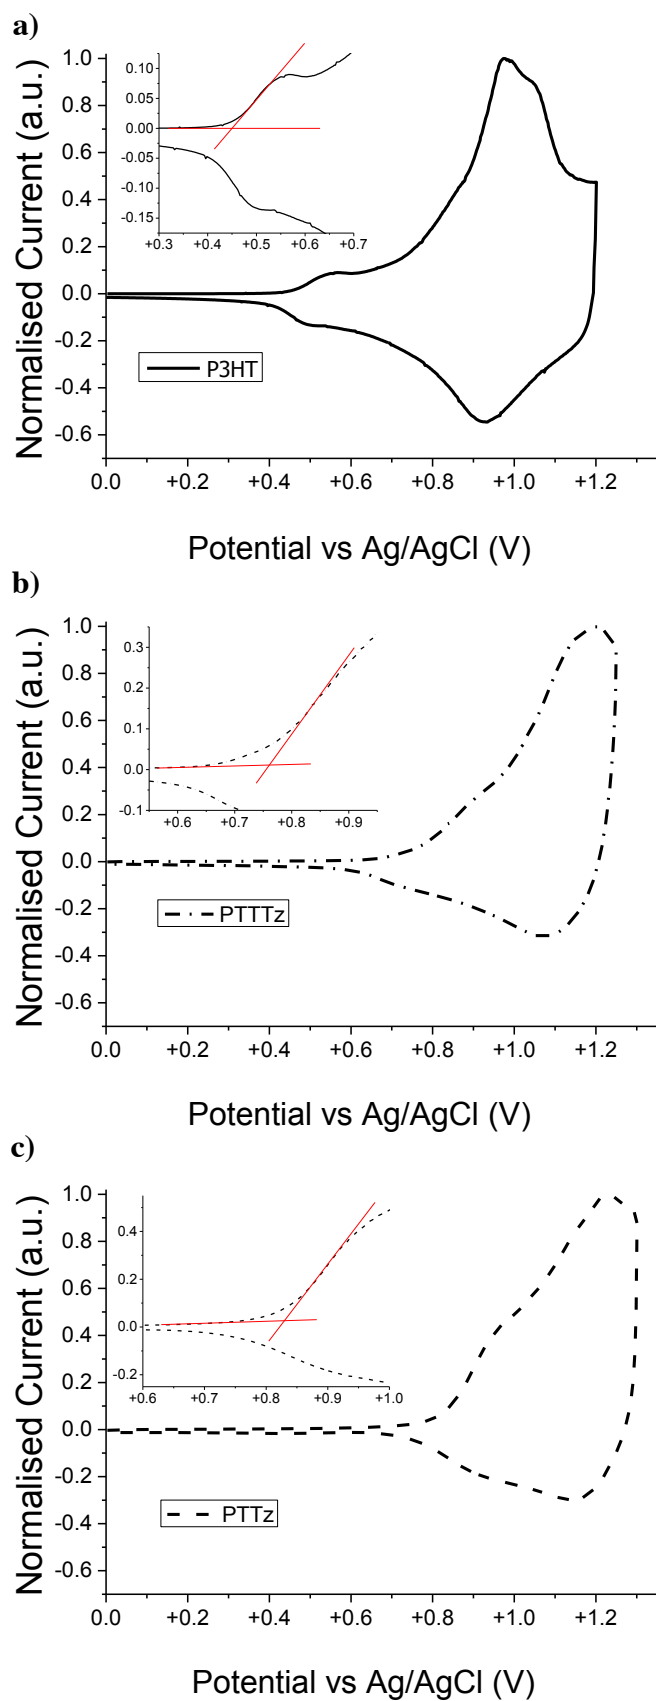 a)
Normalised Current (a.u.)
1.0
0.8
0.6
0.4
0.2
0.0
-0.2
-0.4
-0.6
0.10
0.05
0.00
-0.05
-0.10
-0.15
+0.3 +0.4 +0.5 +0.6 +0.7
P3HT
0.0 +0.2 +0.4 +0.6 +0.8 +1.0 +1.2
Potential vs Ag/AgCl (V)
b)
Normalised Current (a.u.)
1.0
0.8
0.6
0.4
0.2
0.0
-0.2
-0.4
-0.6
0.3
0.2
0.1
0.0
-0.1
+0.6 +0.7 +0.8 +0.9
PTTTz
0.0 +0.2 +0.4 +0.6 +0.8 +1.0 +1.2
Potential vs Ag/AgCl (V)
c)
Normalised Current (a.u.)
1.0
0.8
0.6
0.4
0.2
0.0
-0.2
-0.4
-0.6
0.4
0.2
0.0
-0.2
+0.6 +0.7 +0.8 +0.9 +1.0
PTTz
0.0 +0.2 +0.4 +0.6 +0.8 +1.0 +1.2
Potential vs Ag/AgCl (V)